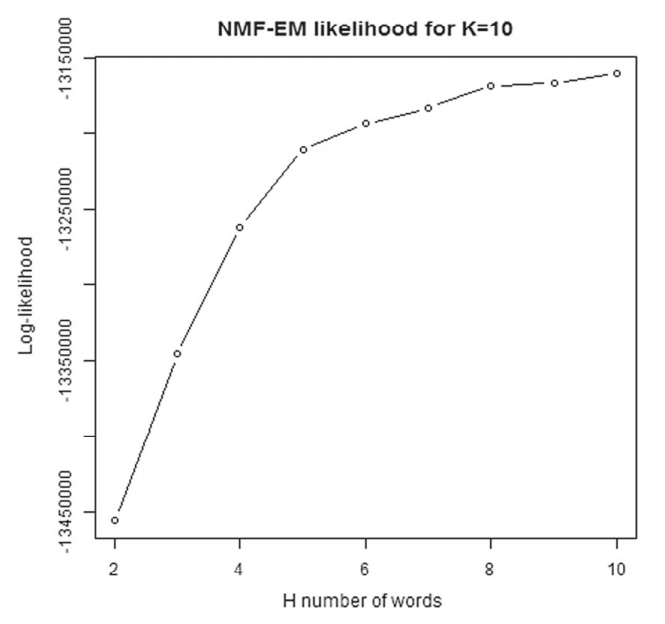 NMF-EM likelihood for K=10
-13150000
-13250000
-13350000
-13450000
Log-likelihood
2 4 6 8 10
H number of words